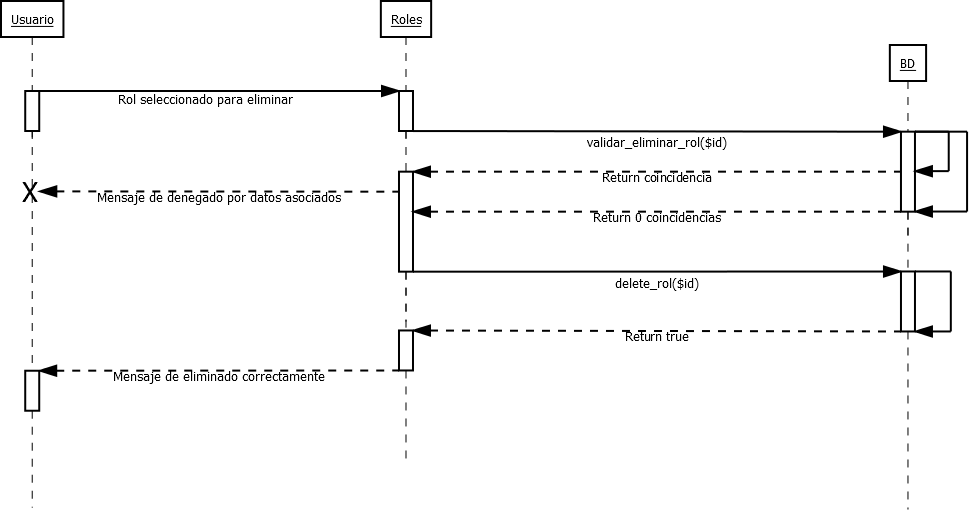 Usuario
Roles
BD
Rol seleccionado para eliminar
validar_eliminar_rol($id)
Return coincidencia
X
Mensaje de denegado por datos asociados
Return 0 coincidencias
delete_rol($id)
Return true
Mensaje de eliminado correctamente